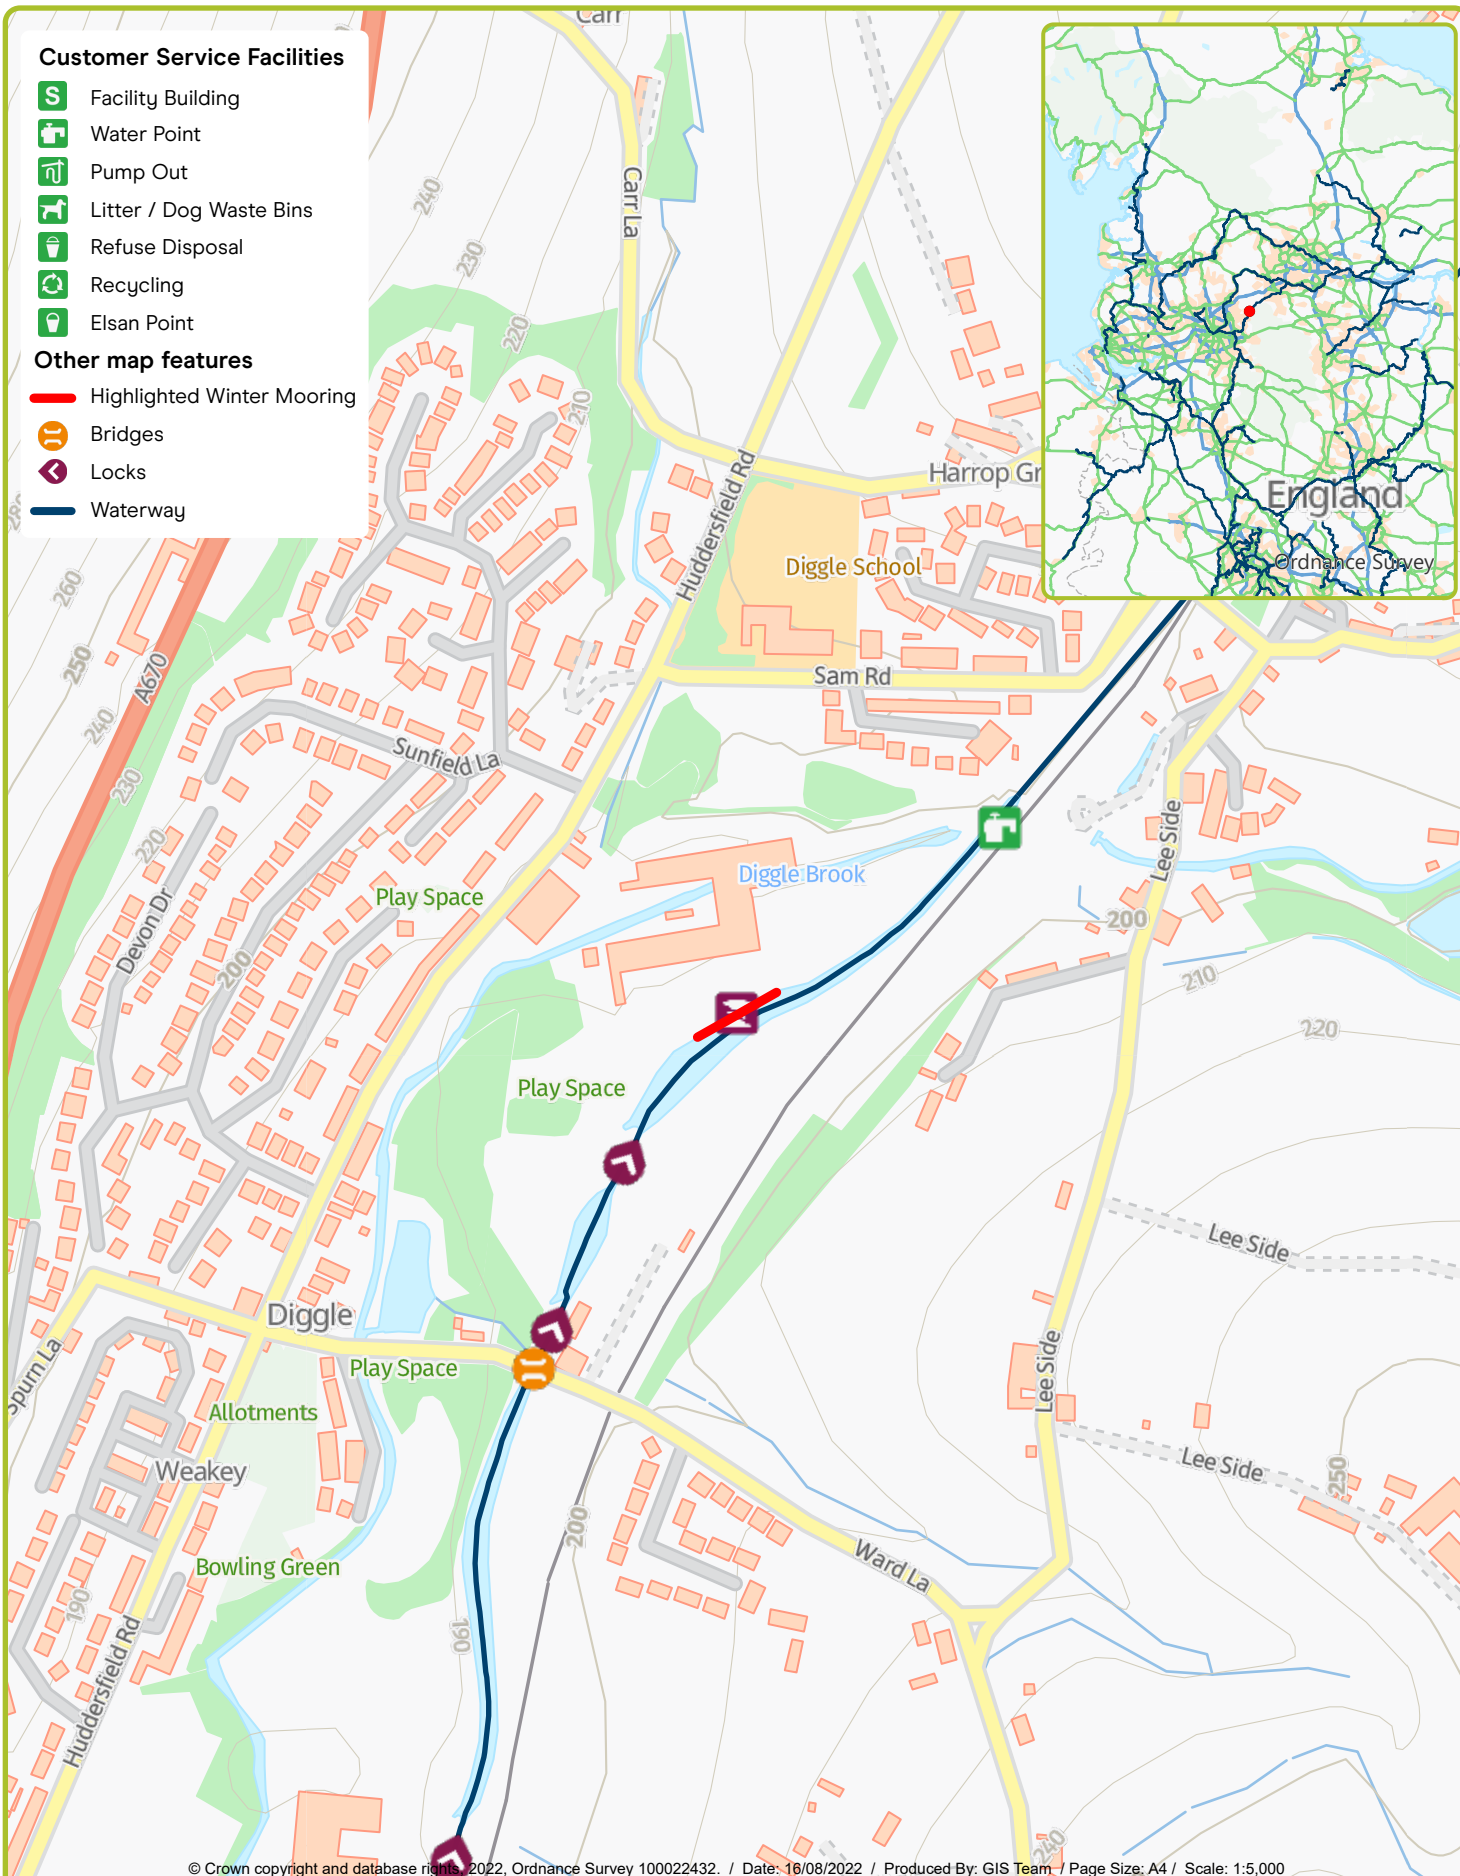 Customer Service Facilities
Facility Building
Water Point
Pump Out
Litter / Dog Waste Bins
Refuse Disposal
Recycling
Elsan Point
Other map features
Highlighted Winter Mooring
Bridges
Locks
Waterway
Carr
Carr La
240
230
220
210
Huddersfield Rd
Harrop Gr
England
Ordnance Survey
Diggle School
260
250
A670
240
230
220
Sam Rd
Sunfield La
Lee Side
Play Space
Diggle Brook
Devon Dr
200
200
210
220
Play Space
Lee Side
Diggle
Lee Side
Spurn La
Play Space
Allotments
Weakey
Lee Side
250
200
Bowling Green
Ward La
190
190
Huddersfield Rd
240
© Crown copyright and database rights, 2022, Ordnance Survey 100022432. / Date: 16/08/2022 / Produced By: GIS Team / Page Size: A4 / Scale: 1:5,000